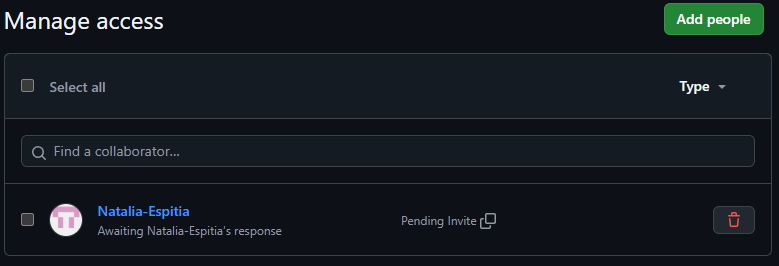 Manage access
Add people
Select all
Type
Find a collaborator...
Natalia-Espitia
Awaiting Natalia-Espitia's response
Pending Invite